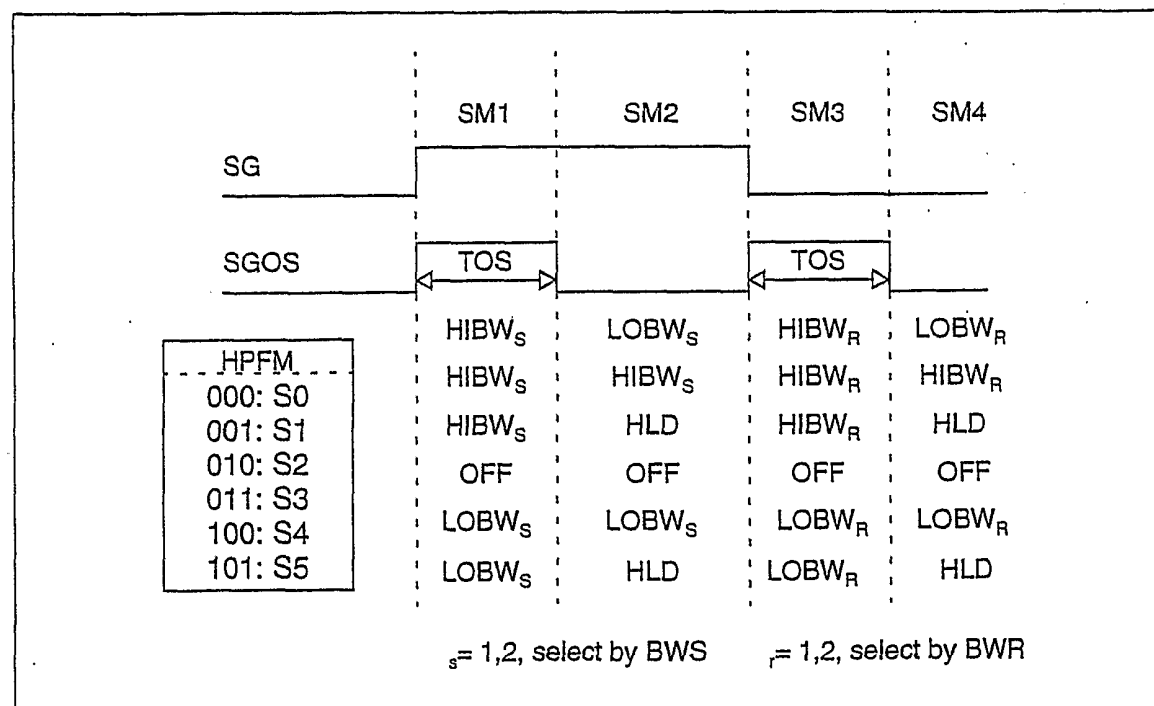 SM1 SM2 SM3 SM4
SG
SGOS TOS TOS
HIBWS LOBWS HIBWR LOBWR
HPFM
HIBWS HIBWS HIBWR HIBWR
000: S0
001: S1 HIBWS HLD HIBWR HLD
010: S2 OFF OFF OFF OFF
011: S3
100: S4 LOBWS LOBWS LOBWR LOBWR
101: S5 LOBWS HLD LOBWR HLD
s= 1,2, select by BWS r= 1,2, select by BWR